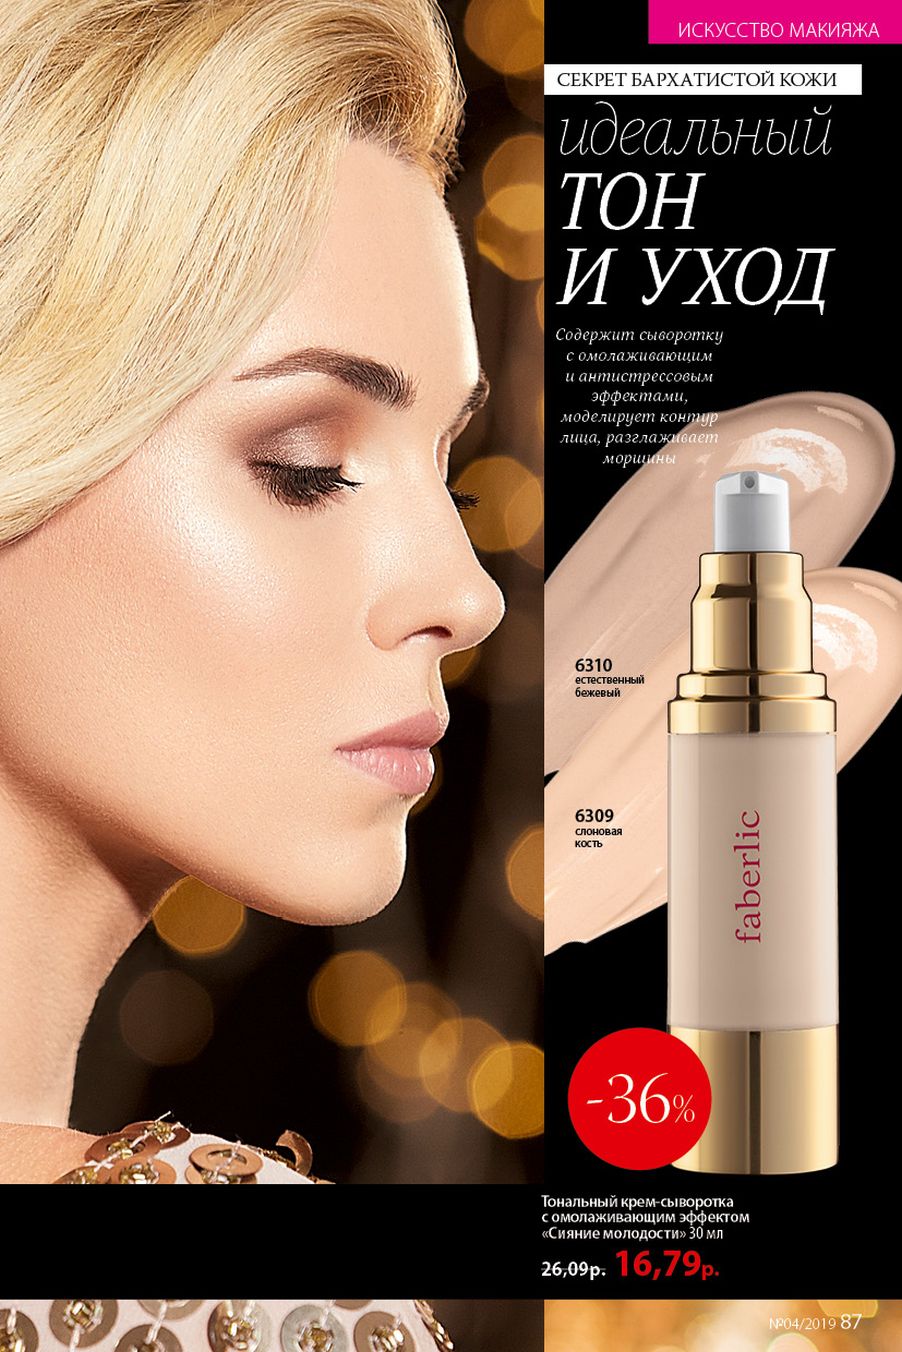 ИСКУССТВО МАКИЯЖА
СЕКРЕТ БАРХАТИСТОЙ КОЖИ
идеальный
ТОН
И УХОД
Содержит сыворотку
с омолаживающим
и антистрессовым
эффектами,
моделирует контур
лица, разглаживает
морщины
6310
естественный
бежевый
6309
слоновая
кость
faberlic
-36%
Тональный крем-сыворотка
с омолаживающим эффектом
«Сияние молодости» 30 мл
26,09р. 16,79р.
№04/2019 87